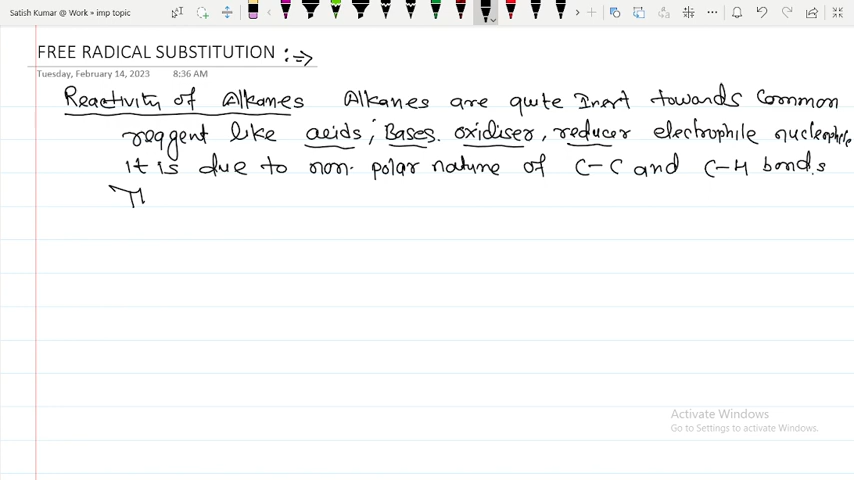 Satish Kumar @ Work » imp topic
FREE RADICAL SUBSTITUTION :⇒
Tuesday, February 14, 2023 8:36 AM
Reactivity of Alkanes Alkanes are quite Inert towards Common
reagent like acids, Bases. oxidiser, reducer electrophile nucleophile
it is due to non-polar nature of C-C and C-H bonds
Activate Windows
Go to Settings to activate Windows.